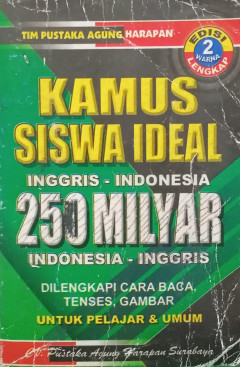 TIM PUSTAKA AGUNG HARAPAN
EDISI
2
WARNA
LENGKAP
KAMUS
SISWA IDEAL
INGGRIS - INDONESIA
250 MILYAR
INDONESIA - INGGRIS
DILENGKAPI CARA BACA,
TENSES, GAMBAR
UNTUK PELAJAR & UMUM
CV. Pustaka Agung Harapan Surabaya